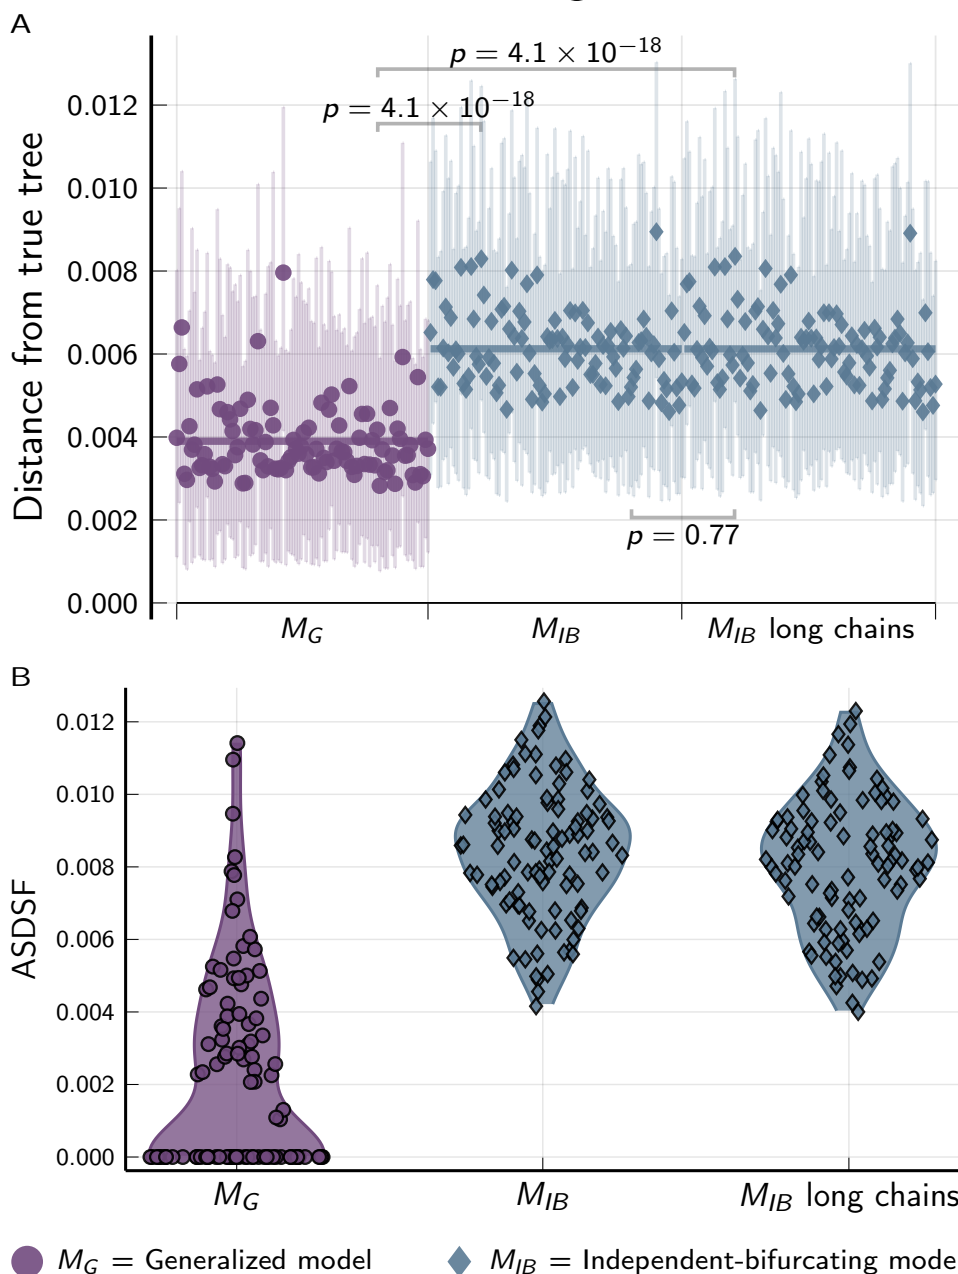 A
p = 4.1 × 10⁻¹⁸
p = 4.1 × 10⁻¹⁸
0.012
0.010
0.008
0.006
0.004
0.002
0.000
Distance from true tree
p = 0.77
M_G M_IB M_IB long chains
B
0.012
0.010
0.008
0.006
0.004
0.002
0.000
ASDSF
M_G M_IB M_IB long chains
M_G = Generalized model M_IB = Independent-bifurcating mode